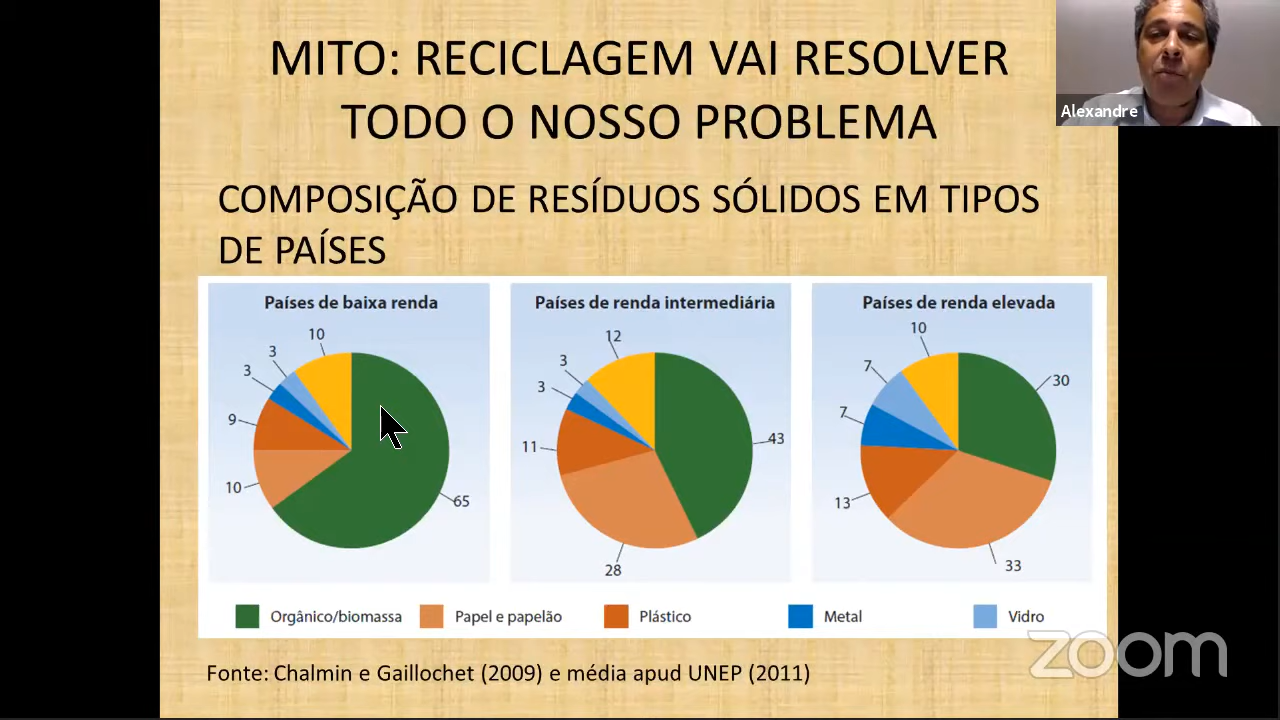 MITO: RECICLAGEM VAI RESOLVER
TODO O NOSSO PROBLEMA
Alexandre
COMPOSIÇÃO DE RESÍDUOS SÓLIDOS EM TIPOS
DE PAÍSES
Países de baixa renda
10
3
3
9
10
65
Países de renda intermediária
12
3
3
11
43
28
Países de renda elevada
10
7
7
30
13
33
Orgânico/biomassa
Papel e papelão
Plástico
Metal
Vidro
zoom
Fonte: Chalmin e Gaillochet (2009) e média apud UNEP (2011)